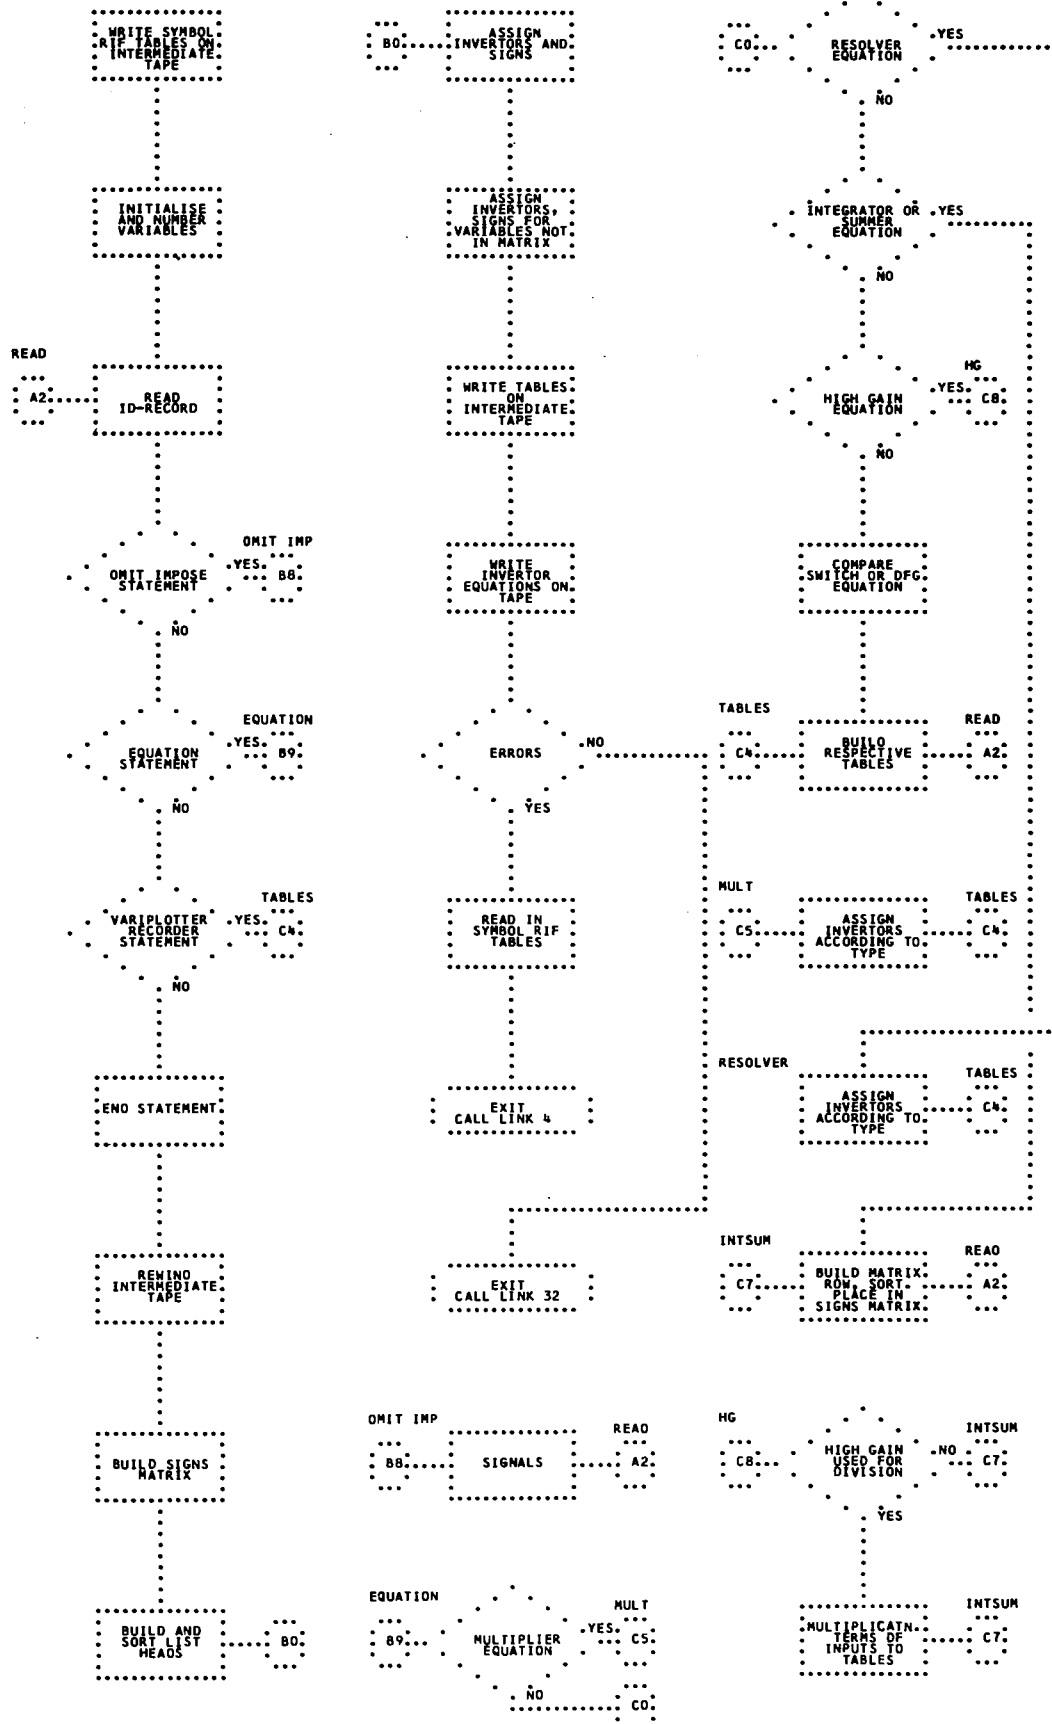 WRITE SYMBOL
RIF TABLES ON
INTERMEDIATE
TAPE
INITIALISE
AND NUMBER
VARIABLES
READ
A2
READ
ID-RECORD
OMIT IMPOSE
STATEMENT
YES
OMIT IMP
B8
NO
EQUATION
STATEMENT
YES
EQUATION
B9
NO
VARIPLOTTER
RECORDER
STATEMENT
YES
TABLES
C4
NO
END STATEMENT
REWIND
INTERMEDIATE
TAPE
BUILD SIGNS
MATRIX
BUILD AND
SORT LIST
HEADS
B0
B0
ASSIGN
INVERTORS AND
SIGNS
ASSIGN
INVERTORS,
SIGNS FOR
VARIABLES NOT
IN MATRIX
WRITE TABLES
ON
INTERMEDIATE
TAPE
WRITE
INVERTOR
EQUATIONS ON
TAPE
ERRORS
NO
YES
READ IN
SYMBOL RIF
TABLES
EXIT
CALL LINK 4
EXIT
CALL LINK 32
OMIT IMP
B8
SIGNALS
READ
A2
EQUATION
B9
MULTIPLIER
EQUATION
YES
MULT
C5
NO
C0
C0
RESOLVER
EQUATION
YES
NO
INTEGRATOR OR
SUMMER
EQUATION
YES
NO
HIGH GAIN
EQUATION
YES
HG
C8
NO
COMPARE
SWITCH OR DFG
EQUATION
TABLES
C4
BUILD
RESPECTIVE
TABLES
READ
A2
MULT
C5
ASSIGN
INVERTORS
ACCORDING TO
TYPE
TABLES
C4
RESOLVER
ASSIGN
INVERTORS
ACCORDING TO
TYPE
TABLES
C4
INTSUM
C7
BUILD MATRIX
ROW, SORT
PLACE IN
SIGNS MATRIX
READ
A2
HG
C8
HIGH GAIN
USED FOR
DIVISION
NO
INTSUM
C7
YES
MULTIPLICATN
TERMS OF
INPUTS TO
TABLES
INTSUM
C7